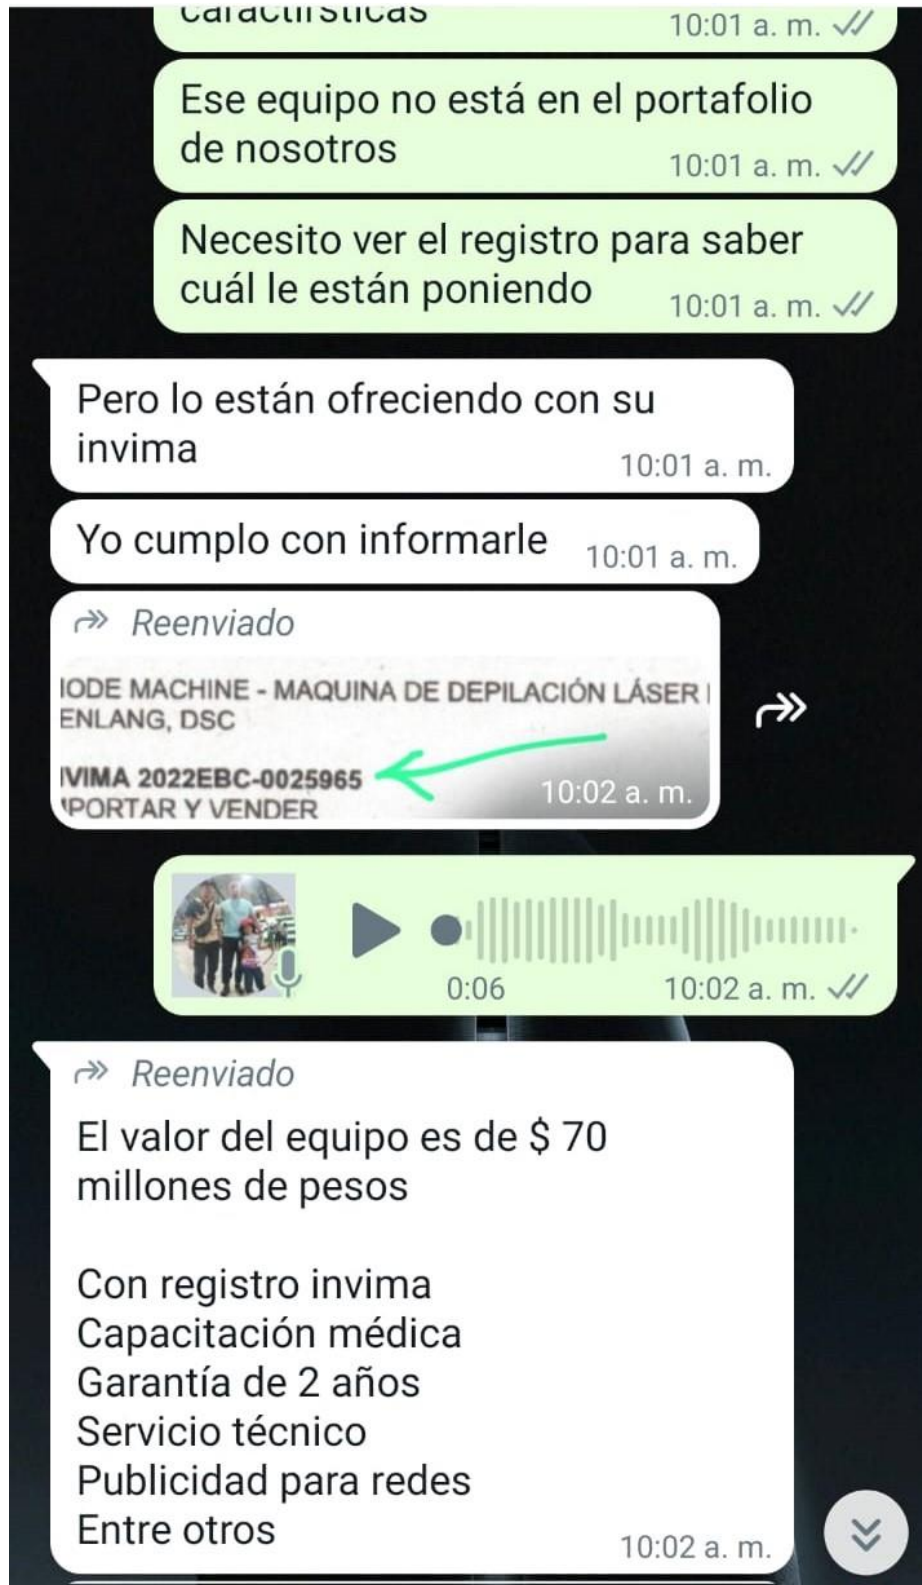 10:01 a. m.
Ese equipo no está en el portafolio
de nosotros
10:01 a. m.
Necesito ver el registro para saber
cuál le están poniendo
10:01 a. m.
Pero lo están ofreciendo con su
invima
10:01 a. m.
Yo cumplo con informarle
10:01 a. m.
Reenviado
IODE MACHINE - MAQUINA DE DEPILACIÓN LÁSER
ENLANG, DSC
VIMA 2022EBC-0025965
PORTAR Y VENDER
10:02 a. m.
0:06
10:02 a. m.
Reenviado
El valor del equipo es de $ 70
millones de pesos
Con registro invima
Capacitación médica
Garantía de 2 años
Servicio técnico
Publicidad para redes
Entre otros
10:02 a. m.